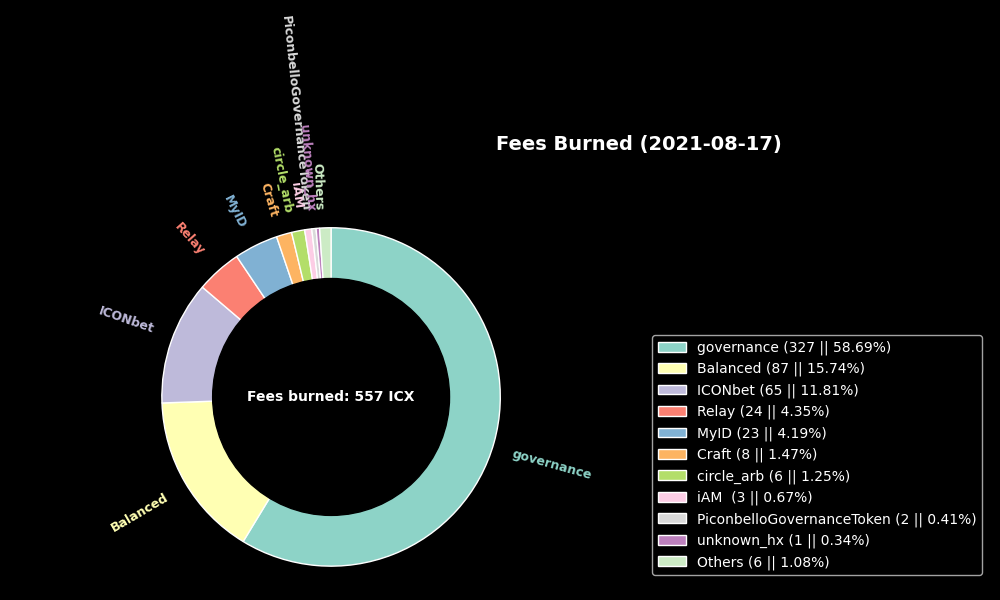 Fees Burned (2021-08-17)
PiconbelloGovernanceToken
unknown_hx
Others
iAM
circle_arb
Craft
MyID
Relay
ICONbet
Balanced
governance
Fees burned: 557 ICX
governance (327 || 58.69%)
Balanced (87 || 15.74%)
ICONbet (65 || 11.81%)
Relay (24 || 4.35%)
MyID (23 || 4.19%)
Craft (8 || 1.47%)
circle_arb (6 || 1.25%)
iAM  (3 || 0.67%)
PiconbelloGovernanceToken (2 || 0.41%)
unknown_hx (1 || 0.34%)
Others (6 || 1.08%)